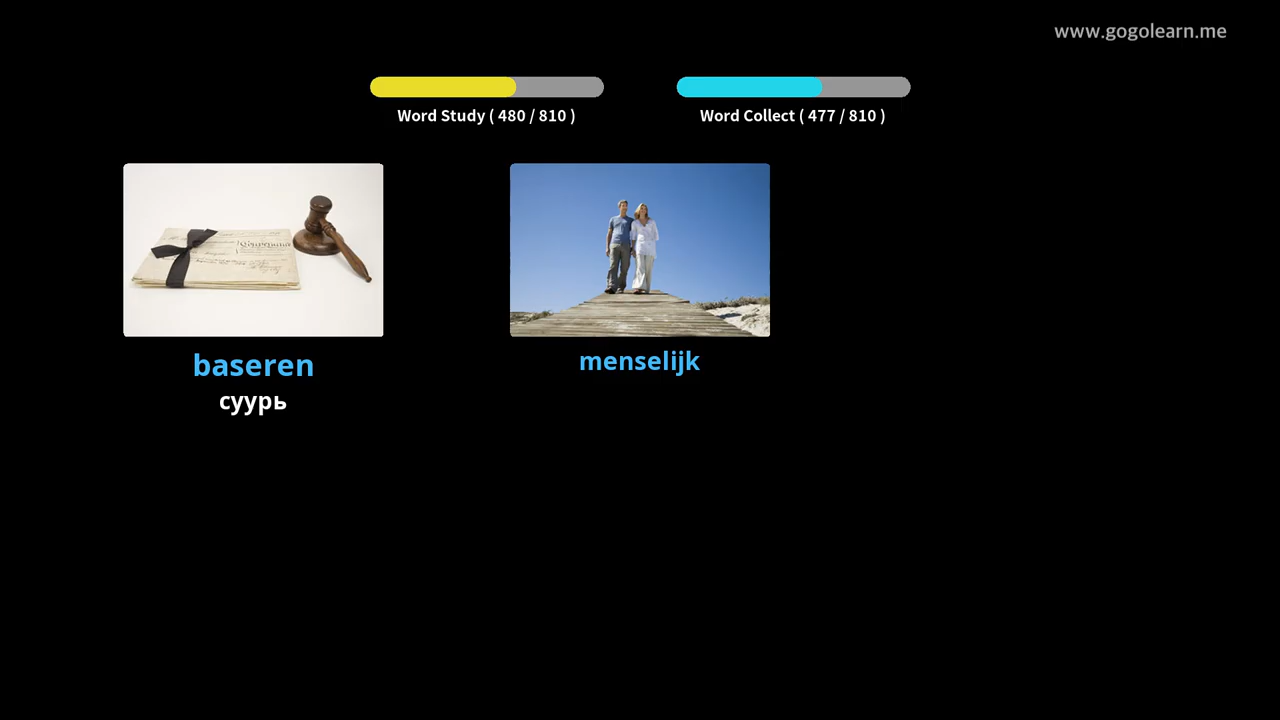 www.gogolearn.me
Word Study ( 480 / 810 )
Word Collect ( 477 / 810 )
baseren
суурь
menselijk